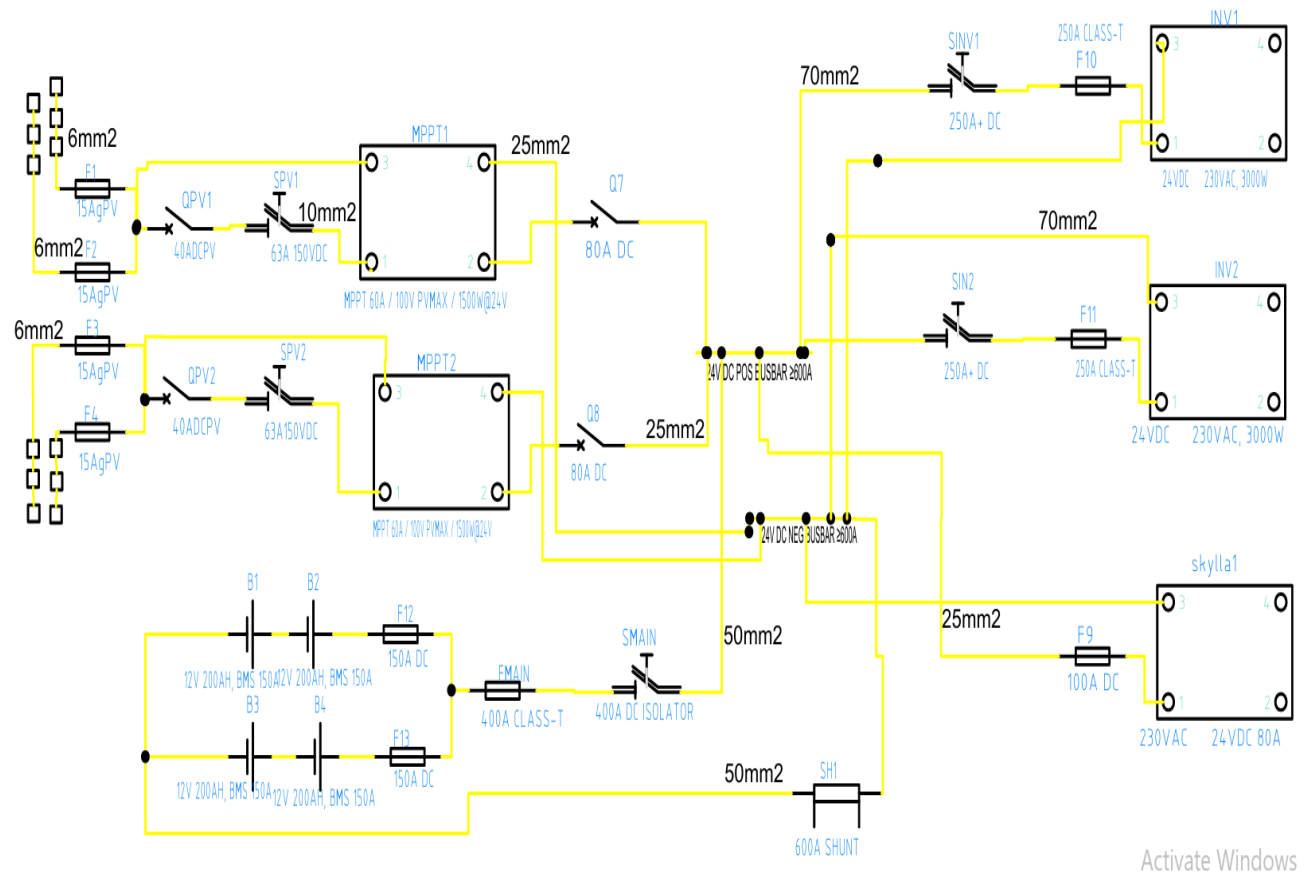 INV1
250A CLASS-T
SINV1
F10
3
4
70mm2
250A+ DC
1
2
24VDC 230VAC, 3000W
6mm2
F1
15AgPV
QPV1
40ADCPV
SPV1
10mm2
63A 150VDC
MPPT1
3
4
1
2
MPPT 60A / 100V PVMAX / 1500W@24V
25mm2
Q7
80A DC
6mm2
F2
15AgPV
70mm2
INV2
SIN2
F11
3
4
250A+ DC
250A CLASS-T
1
2
24VDC 230VAC, 3000W
6mm2
F3
15AgPV
QPV2
40ADCPV
SPV2
63A150VDC
MPPT2
3
4
1
2
MPPT 60A / 100V PVMAX / 1500W@24V
F4
15AgPV
Q8
25mm2
80A DC
24V DC POS BUSBAR ≥600A
24V DC NEG BUSBAR ≥600A
skylla1
3
4
25mm2
F9
100A DC
1
2
230VAC 24VDC 80A
B1
B2
F12
150A DC
12V 200AH, BMS 150A
12V 200AH, BMS 150A
50mm2
SMAIN
FMAIN
400A CLASS-T
400A DC ISOLATOR
B3
B4
F13
150A DC
12V 200AH, BMS 150A
12V 200AH, BMS 150A
50mm2
SH1
600A SHUNT
Activate Windows